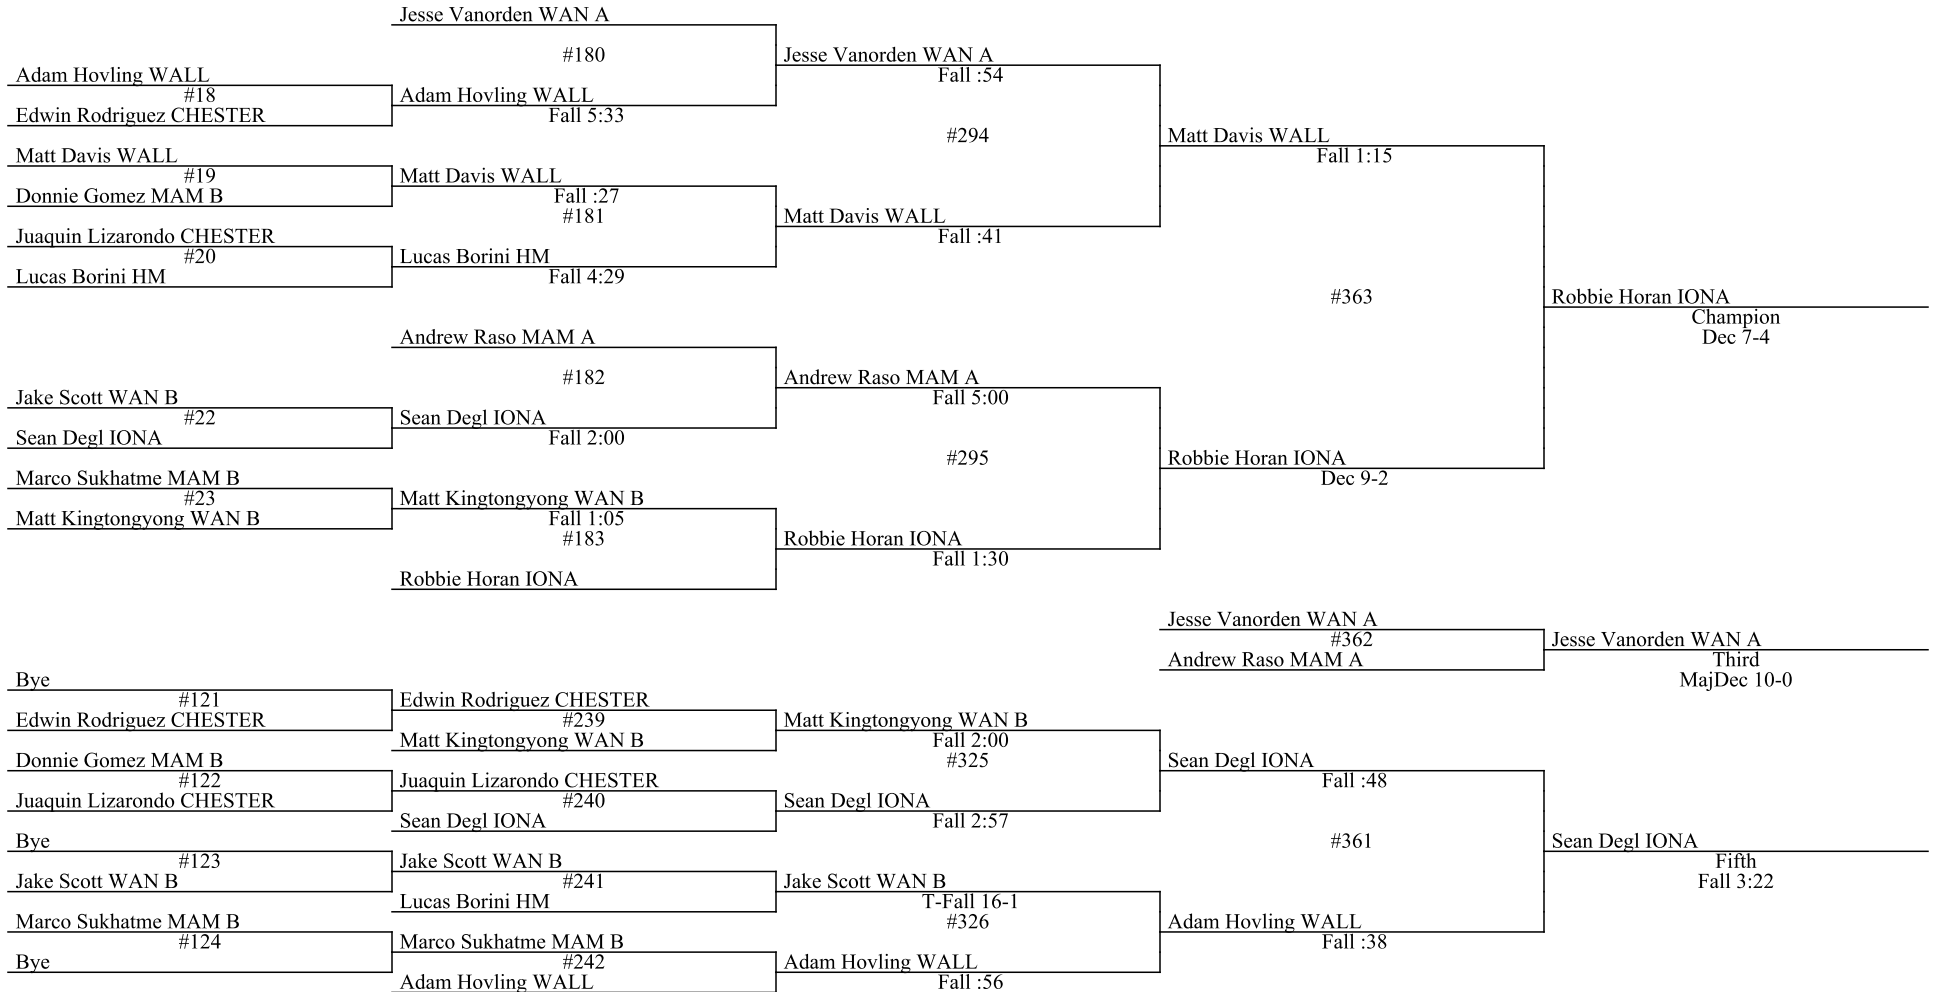 Jesse Vanorden WAN A
#180
Jesse Vanorden WAN A
Fall :54
Adam Hovling WALL
#18
Adam Hovling WALL
Fall 5:33
Edwin Rodriguez CHESTER
#294
Matt Davis WALL
Fall 1:15
Matt Davis WALL
#19
Matt Davis WALL
Fall :27
Donnie Gomez MAM B
#181
Matt Davis WALL
Fall :41
Juaquin Lizarondo CHESTER
#20
Lucas Borini HM
Fall 4:29
Lucas Borini HM
#363
Robbie Horan IONA
Champion
Dec 7-4
Andrew Raso MAM A
#182
Andrew Raso MAM A
Fall 5:00
Jake Scott WAN B
#22
Sean Degl IONA
Fall 2:00
Sean Degl IONA
#295
Robbie Horan IONA
Dec 9-2
Marco Sukhatme MAM B
#23
Matt Kingtongyong WAN B
Fall 1:05
Matt Kingtongyong WAN B
#183
Robbie Horan IONA
Fall 1:30
Robbie Horan IONA
Jesse Vanorden WAN A
#362
Jesse Vanorden WAN A
Third
MajDec 10-0
Andrew Raso MAM A
Bye
#121
Edwin Rodriguez CHESTER
Edwin Rodriguez CHESTER
#239
Matt Kingtongyong WAN B
Matt Kingtongyong WAN B
Fall 2:00
#325
Donnie Gomez MAM B
#122
Juaquin Lizarondo CHESTER
Juaquin Lizarondo CHESTER
#240
Sean Degl IONA
Sean Degl IONA
Fall 2:57
Sean Degl IONA
Fall :48
Bye
#123
Jake Scott WAN B
Jake Scott WAN B
#241
Lucas Borini HM
Jake Scott WAN B
T-Fall 16-1
#326
#361
Sean Degl IONA
Fifth
Fall 3:22
Marco Sukhatme MAM B
#124
Bye
Marco Sukhatme MAM B
#242
Adam Hovling WALL
Adam Hovling WALL
Fall :56
Adam Hovling WALL
Fall :38